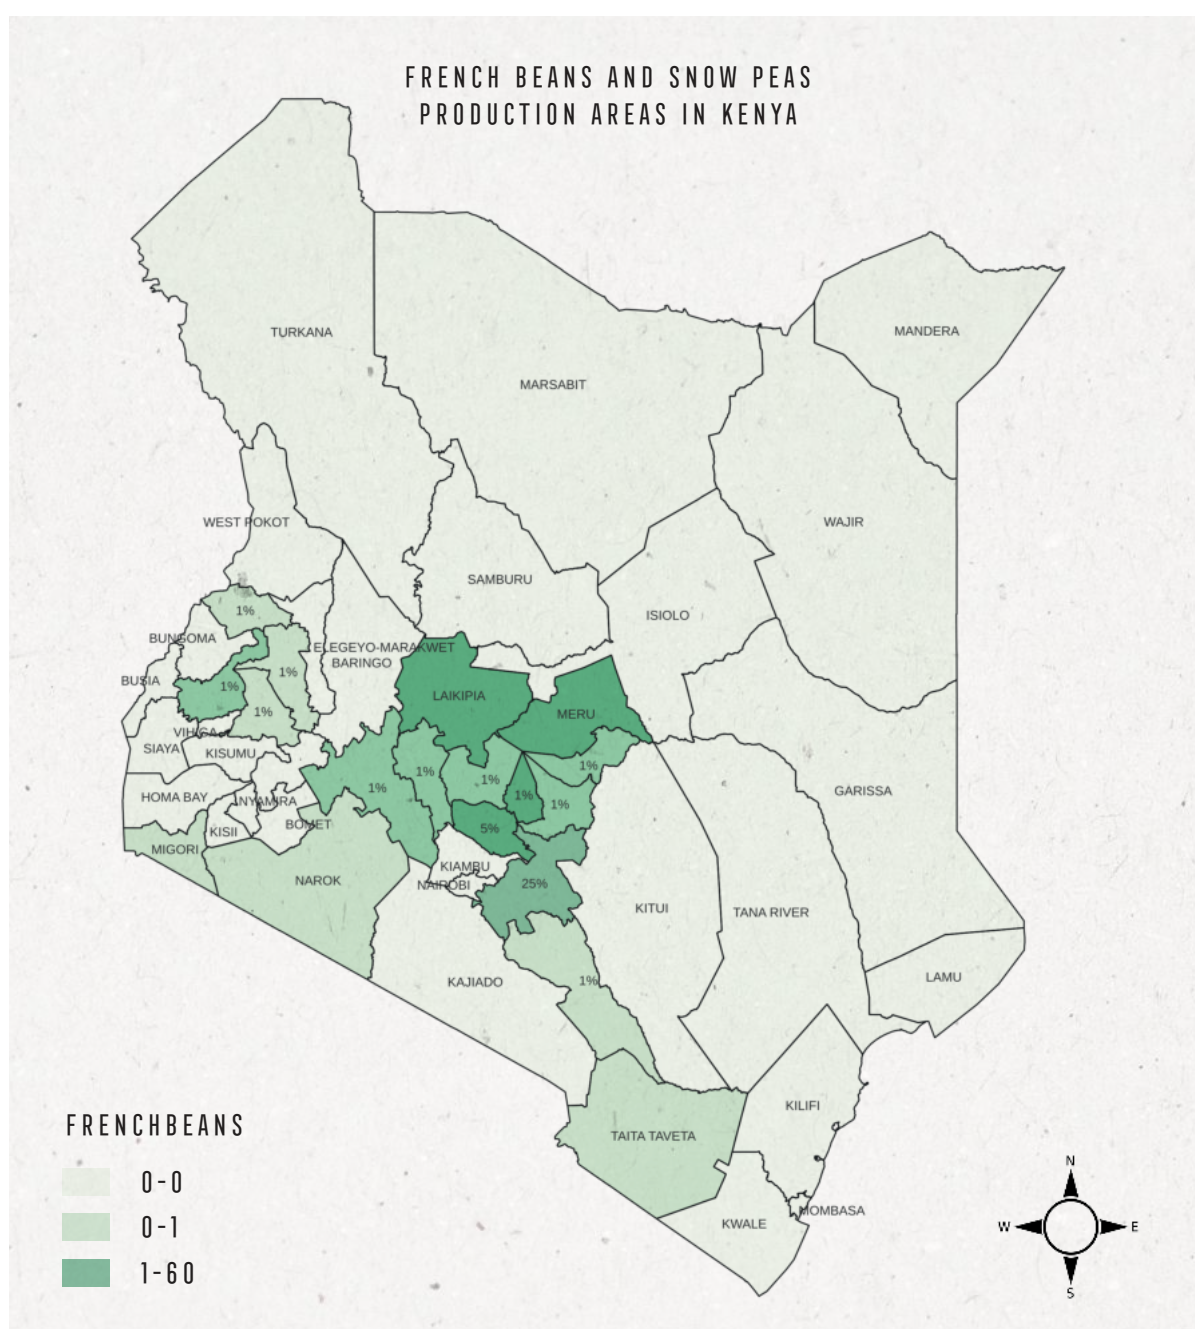 FRENCH BEANS AND SNOW PEAS
PRODUCTION AREAS IN KENYA
TURKANA
MANDERA
MARSABIT
WEST POKOT
WAJIR
SAMBURU
1%
ISIOLO
BUNGOMA
ELEGEYO-MARAKWET
BARINGO
1%
BUSIA
1%
LAIKIPIA
1%
MERU
VIHIGA
SIAYA
KISUMU
1%
1%
1%
1%
HOMA BAY
NYAMIRA
1%
1%
GARISSA
KISII
BOMET
5%
MIGORI
KIAMBU
NAROK
NAIROBI
25%
KITUI
TANA RIVER
KAJIADO
1%
LAMU
KILIFI
FRENCHBEANS
TAITA TAVETA
0-0
0-1
1-60
KWALE
MOMBASA
N
W
E
S